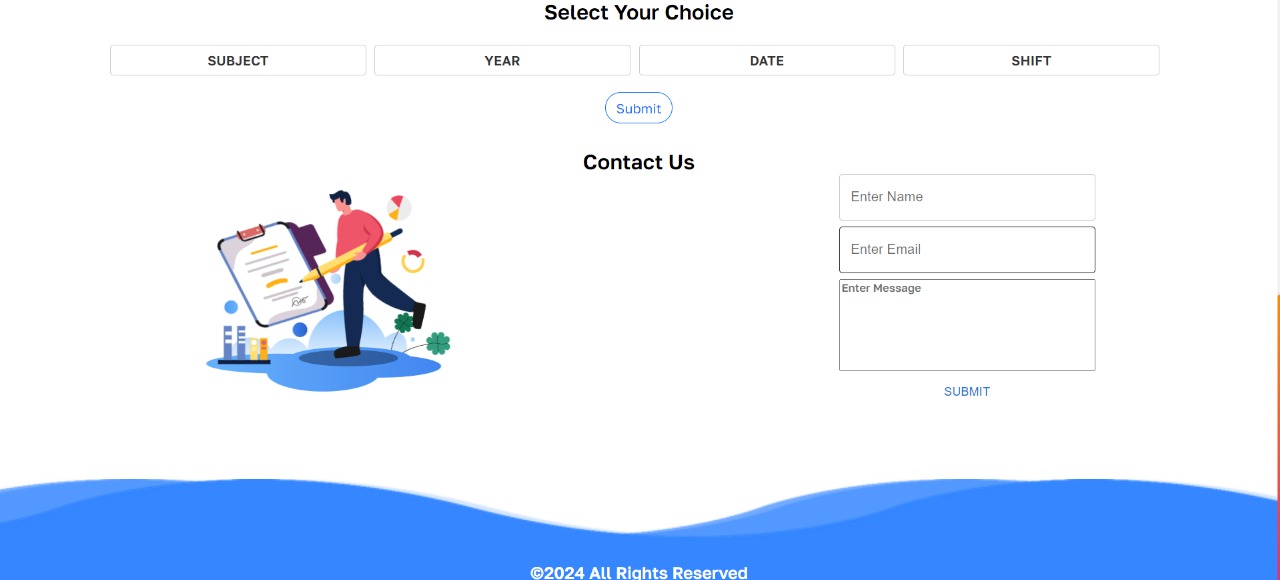 Select Your Choice
SUBJECT YEAR DATE SHIFT
Submit
Contact Us
Enter Name
Enter Email
Enter Message
SUBMIT
©2024 All Rights Reserved